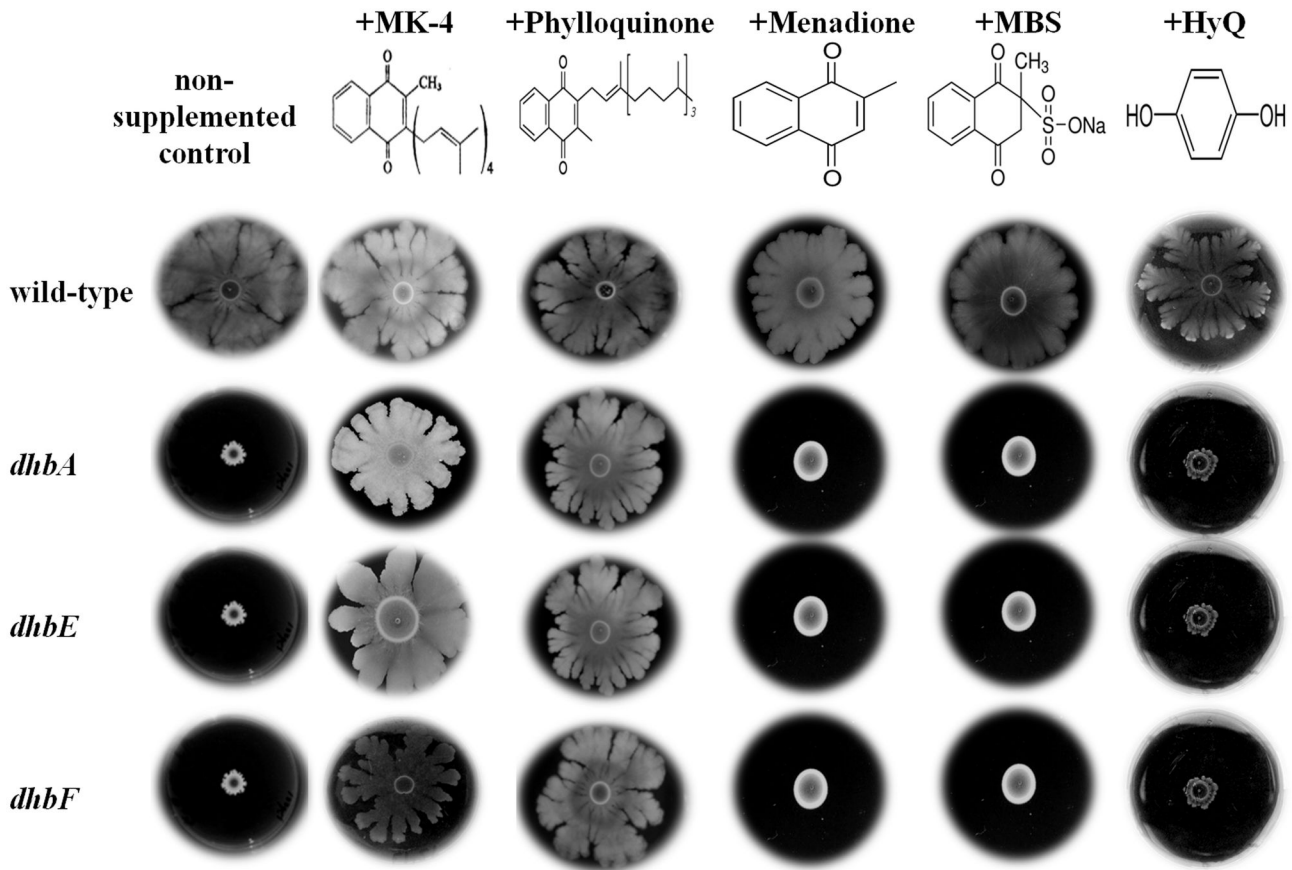 +MK-4 +Phylloquinone +Menadione +MBS +HyQ
non-
supplemented
control
O
CH₃
O
4
O
O
3
O
O
O CH₃
O
S ONa
O
O
HO OH
wild-type
dhbA
dhbE
dhbF